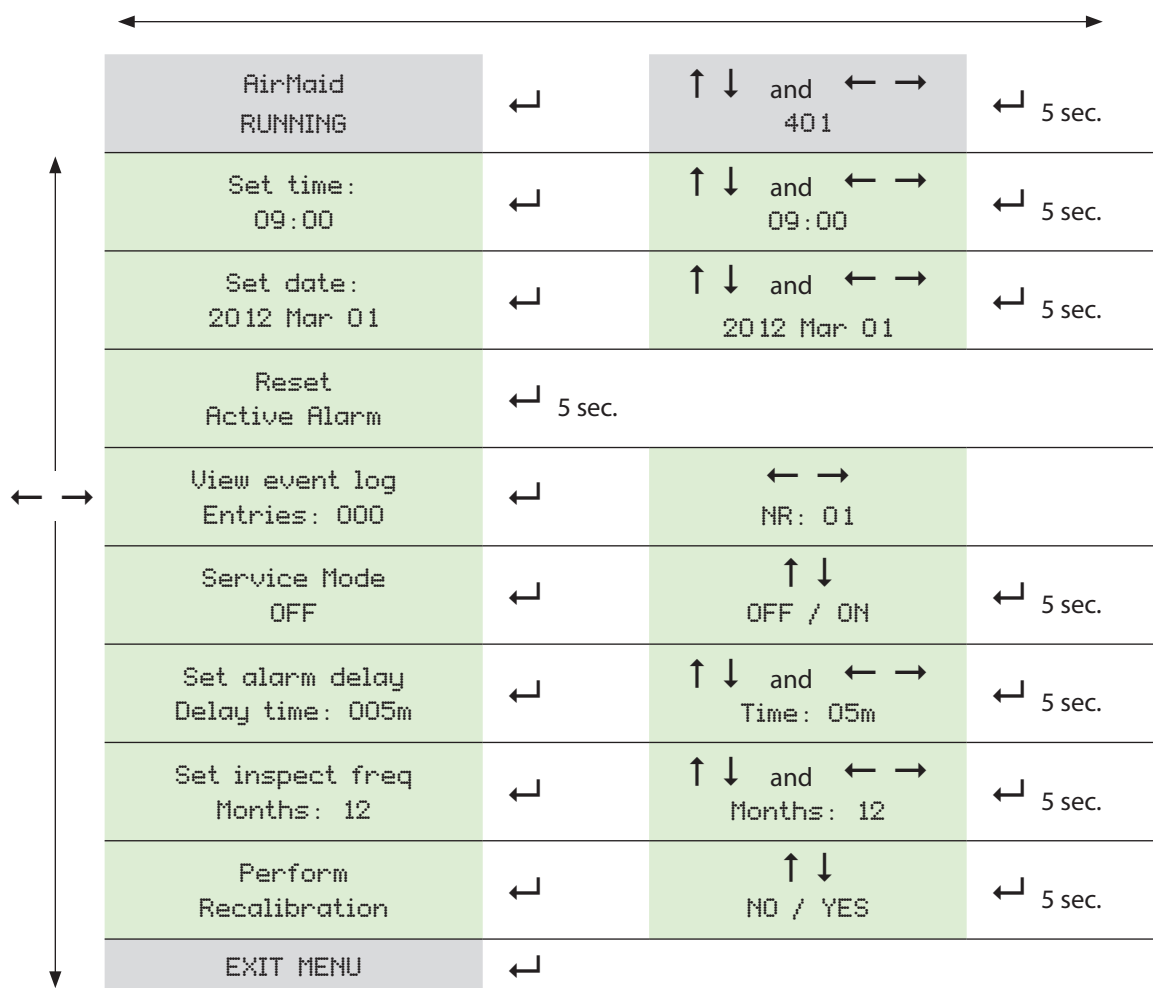 AirMaid
RUNNING
↵
↑ ↓ and ← →
401
↵ 5 sec.
Set time:
09:00
↵
↑ ↓ and ← →
09:00
↵ 5 sec.
Set date:
2012 Mar 01
↵
↑ ↓ and ← →
2012 Mar 01
↵ 5 sec.
Reset
Active Alarm
↵ 5 sec.
← →
View event log
Entries: 000
↵
← →
NR: 01
Service Mode
OFF
↵
↑ ↓
OFF / ON
↵ 5 sec.
Set alarm delay
Delay time: 005m
↵
↑ ↓ and ← →
Time: 05m
↵ 5 sec.
Set inspect freq
Months: 12
↵
↑ ↓ and ← →
Months: 12
↵ 5 sec.
Perform
Recalibration
↵
↑ ↓
NO / YES
↵ 5 sec.
EXIT MENU
↵